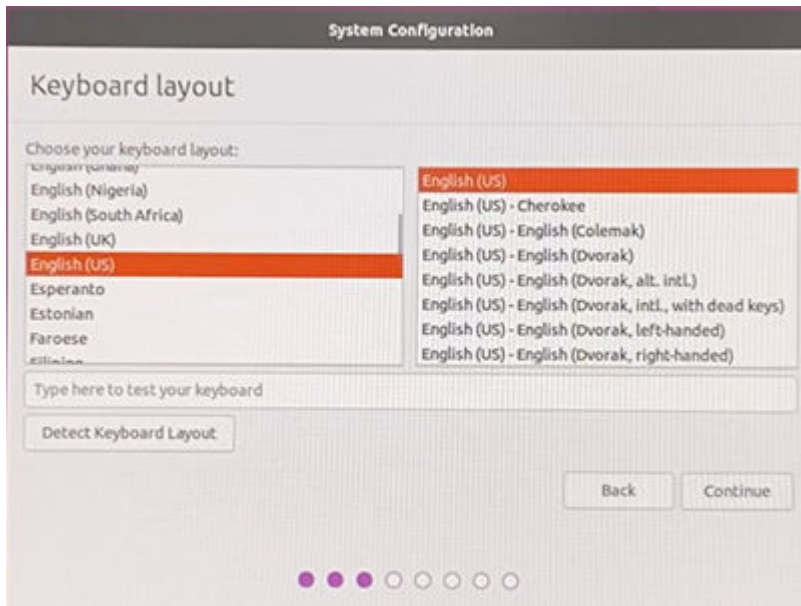 System Configuration
Keyboard layout
Choose your keyboard layout:
English (Ghana)
English (Nigeria)
English (South Africa)
English (UK)
English (US)
Esperanto
Estonian
Faroese
Filipino
English (US)
English (US) - Cherokee
English (US) - English (Colemak)
English (US) - English (Dvorak)
English (US) - English (Dvorak, alt. intl.)
English (US) - English (Dvorak, intl., with dead keys)
English (US) - English (Dvorak, left-handed)
English (US) - English (Dvorak, right-handed)
Type here to test your keyboard
Detect Keyboard Layout
Back
Continue